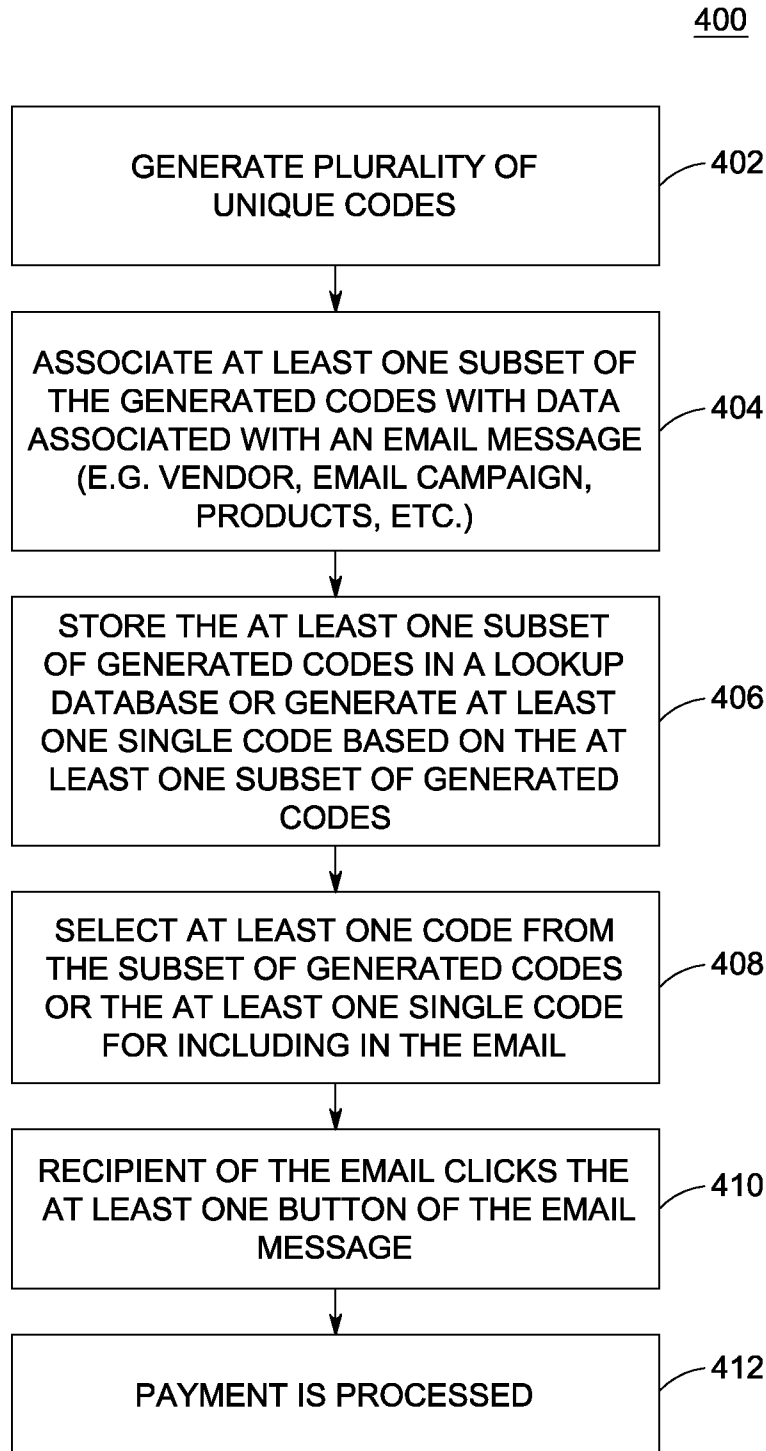 400
GENERATE PLURALITY OF
UNIQUE CODES
402
ASSOCIATE AT LEAST ONE SUBSET OF
THE GENERATED CODES WITH DATA
ASSOCIATED WITH AN EMAIL MESSAGE
(E.G. VENDOR, EMAIL CAMPAIGN,
PRODUCTS, ETC.)
404
STORE THE AT LEAST ONE SUBSET
OF GENERATED CODES IN A LOOKUP
DATABASE OR GENERATE AT LEAST
ONE SINGLE CODE BASED ON THE AT
LEAST ONE SUBSET OF GENERATED
CODES
406
SELECT AT LEAST ONE CODE FROM
THE SUBSET OF GENERATED CODES
OR THE AT LEAST ONE SINGLE CODE
FOR INCLUDING IN THE EMAIL
408
RECIPIENT OF THE EMAIL CLICKS THE
AT LEAST ONE BUTTON OF THE EMAIL
MESSAGE
410
PAYMENT IS PROCESSED
412